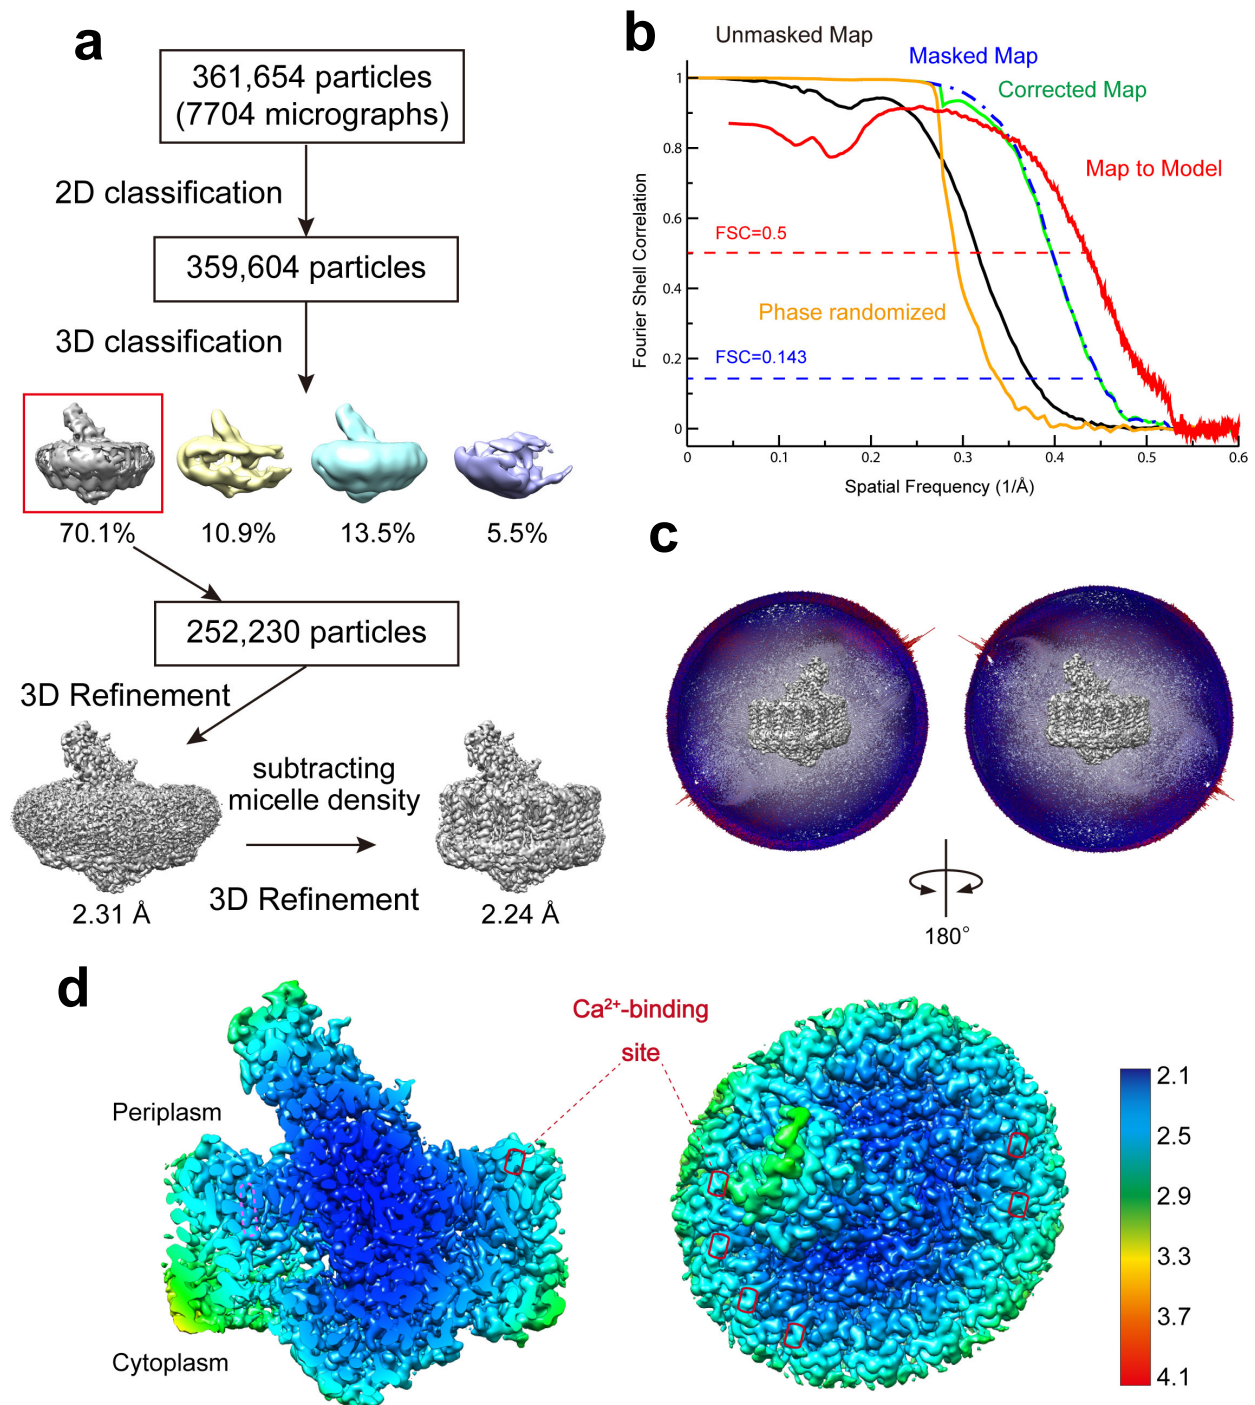 a
361,654 particles
(7704 micrographs)
2D classification
359,604 particles
3D classification
70.1%
10.9%
13.5%
5.5%
252,230 particles
3D Refinement
subtracting
micelle density
3D Refinement
2.31 Å
2.24 Å
b
Unmasked Map
Masked Map
Corrected Map
Map to Model
FSC=0.5
Phase randomized
FSC=0.143
Fourier Shell Correlation
1
0.8
0.6
0.4
0.2
0
0
0.1
0.2
0.3
0.4
0.5
0.6
Spatial Frequency (1/Å)
c
180°
d
Ca²⁺-binding
site
Periplasm
Cytoplasm
2.1
2.5
2.9
3.3
3.7
4.1